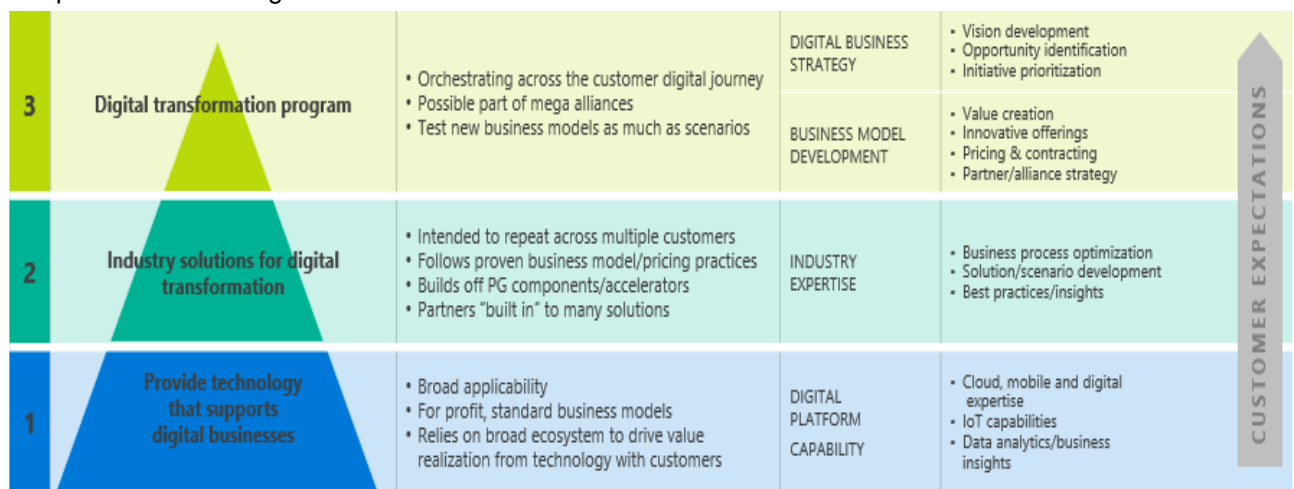 3
Digital transformation program
• Orchestrating across the customer digital journey
• Possible part of mega alliances
• Test new business models as much as scenarios
DIGITAL BUSINESS
STRATEGY
▪ Vision development
▪ Opportunity identification
▪ Initiative prioritization
BUSINESS MODEL
DEVELOPMENT
▪ Value creation
▪ Innovative offerings
▪ Pricing & contracting
▪ Partner/alliance strategy
2
Industry solutions for digital
transformation
• Intended to repeat across multiple customers
• Follows proven business model/pricing practices
• Builds off PG components/accelerators
• Partners “built in” to many solutions
INDUSTRY
EXPERTISE
▪ Business process optimization
▪ Solution/scenario development
▪ Best practices/insights
1
Provide technology
that supports
digital businesses
• Broad applicability
• For profit, standard business models
• Relies on broad ecosystem to drive value
realization from technology with customers
DIGITAL
PLATFORM
CAPABILITY
▪ Cloud, mobile and digital
expertise
▪ IoT capabilities
▪ Data analytics/business
insights
CUSTOMER EXPECTATIONS